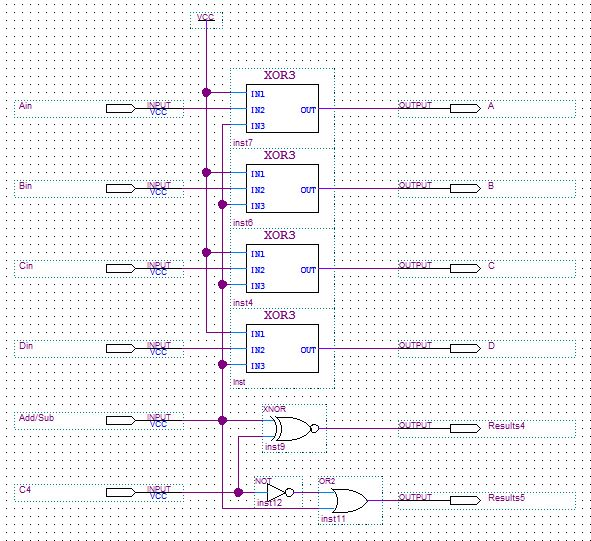 VCC
XOR3
Ain INPUT VCC IN1 IN2 IN3 OUT OUTPUT A
inst7
XOR3
Bin INPUT VCC IN1 IN2 IN3 OUT OUTPUT B
inst6
XOR3
Cin INPUT VCC IN1 IN2 IN3 OUT OUTPUT C
inst4
XOR3
Din INPUT VCC IN1 IN2 IN3 OUT OUTPUT D
inst
Add/Sub INPUT VCC XNOR OUTPUT Results4
inst9
C4 INPUT VCC NOT OR2 OUTPUT Results5
inst12
inst11